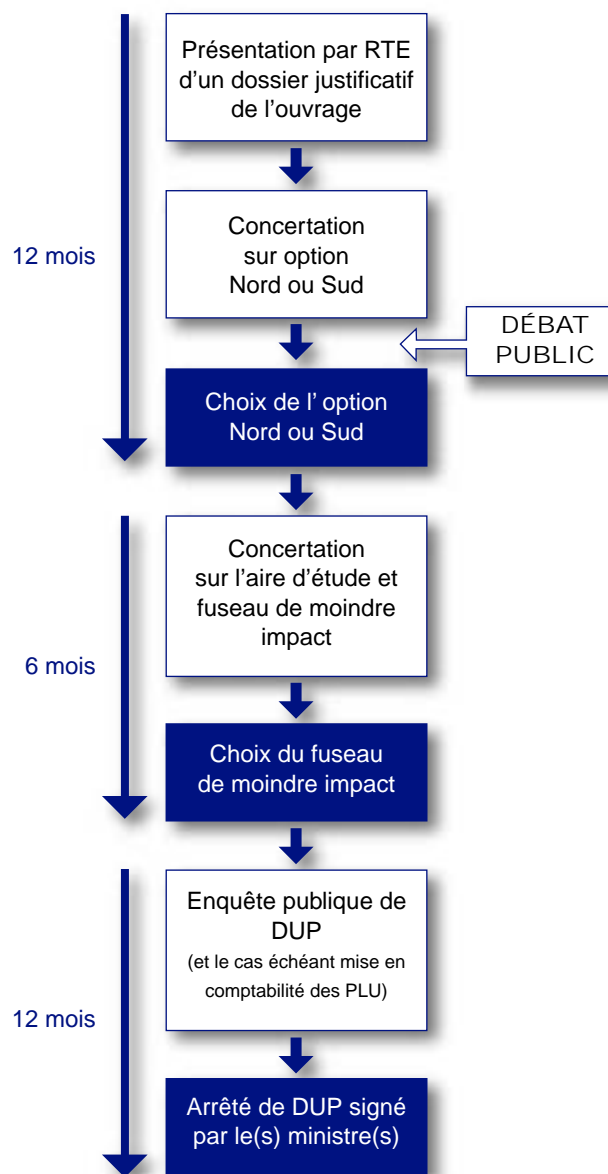 Présentation par RTE
d'un dossier justificatif
de l'ouvrage
12 mois
Concertation
sur option
Nord ou Sud
DÉBAT
PUBLIC
Choix de l' option
Nord ou Sud
Concertation
sur l'aire d'étude et
fuseau de moindre
impact
6 mois
Choix du fuseau
de moindre impact
Enquête publique de
DUP
(et le cas échéant mise en
comptabilité des PLU)
12 mois
Arrêté de DUP signé
par le(s) ministre(s)